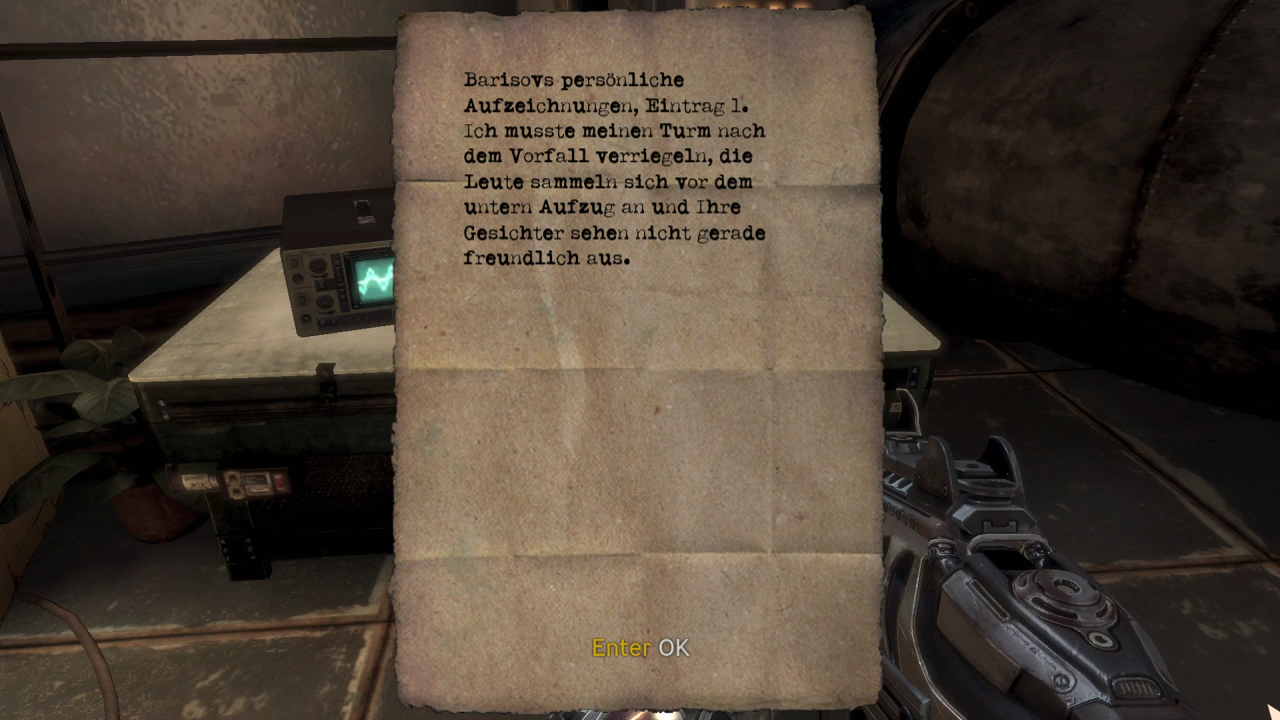 Barisovs persönliche
Aufzeichnungen, Eintrag 1.
Ich musste meinen Turm nach
dem Vorfall verriegeln, die
Leute sammeln sich vor dem
untern Aufzug an und Ihre
Gesichter sehen nicht gerade
freundlich aus.
Enter OK